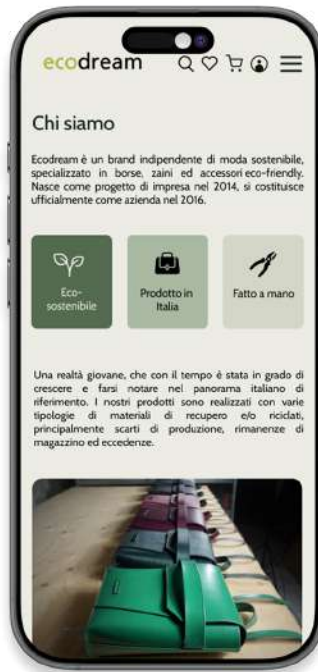 ecodream
Chi siamo
Ecodream è un brand indipendente di moda sostenibile,
specializzato in borse, zaini ed accessori eco-friendly.
Nasce come progetto di impresa nel 2014, si costituisce
ufficialmente come azienda nel 2016.
Eco-
sostenibile
Prodotto in
Italia
Fatto a mano
Una realtà giovane, che con il tempo è stata in grado di
crescere e farsi notare nel panorama italiano di
riferimento. I nostri prodotti sono realizzati con varie
tipologie di materiali di recupero e/o riciclati,
principalmente scarti di produzione, rimanenze di
magazzino ed eccedenze.